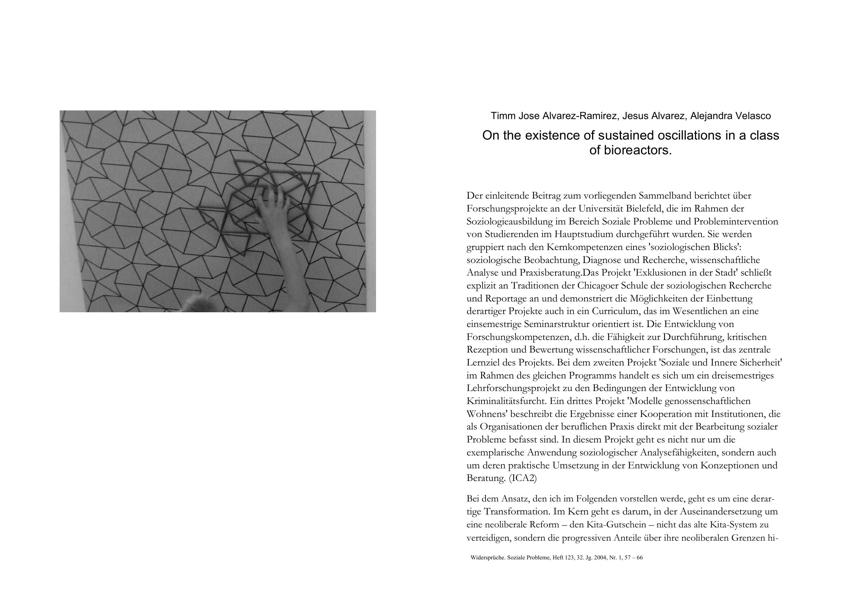 Timm Jose Alvarez-Ramirez, Jesus Alvarez, Alejandra Velasco
On the existence of sustained oscillations in a class
of bioreactors.
Der einleitende Beitrag zum vorliegenden Sammelband berichtet über
Forschungsprojekte an der Universität Bielefeld, die im Rahmen der
Soziologieausbildung im Bereich Soziale Probleme und Problemintervention
von Studierenden im Hauptstudium durchgeführt wurden. Sie werden
gruppiert nach den Kernkompetenzen eines 'soziologischen Blicks':
soziologische Beobachtung, Diagnose und Recherche, wissenschaftliche
Analyse und Praxisberatung.Das Projekt 'Exklusionen in der Stadt' schließt
explizit an Traditionen der Chicagoer Schule der soziologischen Recherche
und Reportage an und demonstriert die Möglichkeiten der Einbettung
derartiger Projekte auch in ein Curriculum, das im Wesentlichen an eine
einsemestrige Seminarstruktur orientiert ist. Die Entwicklung von
Forschungskompetenzen, d.h. die Fähigkeit zur Durchführung, kritischen
Rezeption und Bewertung wissenschaftlicher Forschungen, ist das zentrale
Lernziel des Projekts. Bei dem zweiten Projekt 'Soziale und Innere Sicherheit'
im Rahmen des gleichen Programms handelt es sich um ein dreisemestriges
Lehrforschungsprojekt zu den Bedingungen der Entwicklung von
Kriminalitätsfurcht. Ein drittes Projekt 'Modelle genossenschaftlichen
Wohnens' beschreibt die Ergebnisse einer Kooperation mit Institutionen, die
als Organisationen der beruflichen Praxis direkt mit der Bearbeitung sozialer
Probleme befasst sind. In diesem Projekt geht es nicht nur um die
exemplarische Anwendung soziologischer Analysefähigkeiten, sondern auch
um deren praktische Umsetzung in der Entwicklung von Konzeptionen und
Beratung. (ICA2)
Bei dem Ansatz, den ich im Folgenden vorstellen werde, geht es um eine derar-
tige Transformation. Im Kern geht es darum, in der Auseinandersetzung um
eine neoliberale Reform – den Kita-Gutschein – nicht das alte Kita-System zu
verteidigen, sondern die progressiven Anteile über ihre neoliberalen Grenzen hi-
Widersprüche. Soziale Probleme, Heft 123, 32. Jg. 2004, Nr. 1, 57 – 66